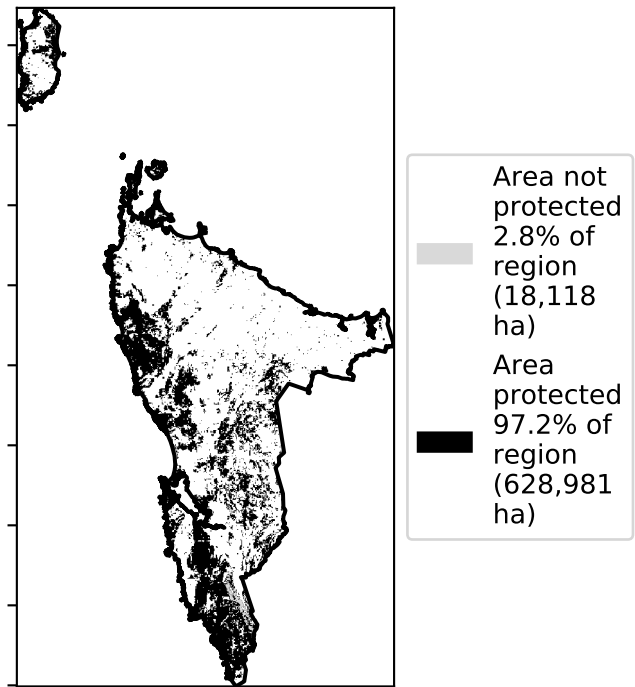 Area not
protected
2.8% of
region
(18,118
ha)
Area
protected
97.2% of
region
(628,981
ha)